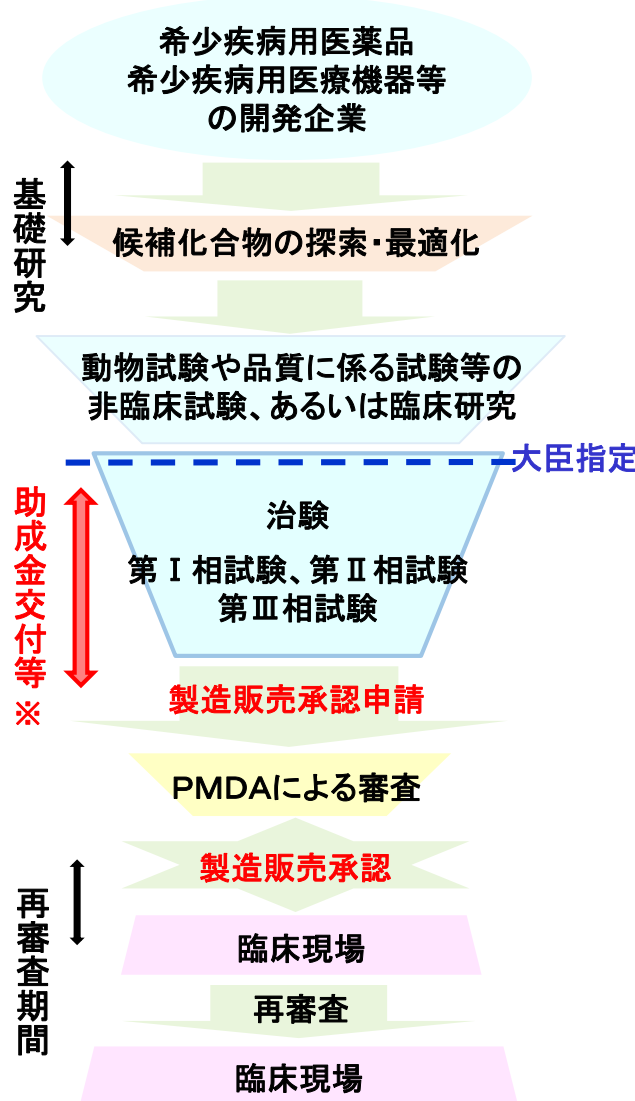 希少疾病用医薬品
希少疾病用医療機器等
の開発企業
基礎研究
候補化合物の探索・最適化
動物試験や品質に係る試験等の
非臨床試験、あるいは臨床研究
大臣指定
助成金交付等※
治験
第Ⅰ相試験、第Ⅱ相試験
第Ⅲ相試験
製造販売承認申請
PMDAによる審査
製造販売承認
再審査期間
臨床現場
再審査
臨床現場